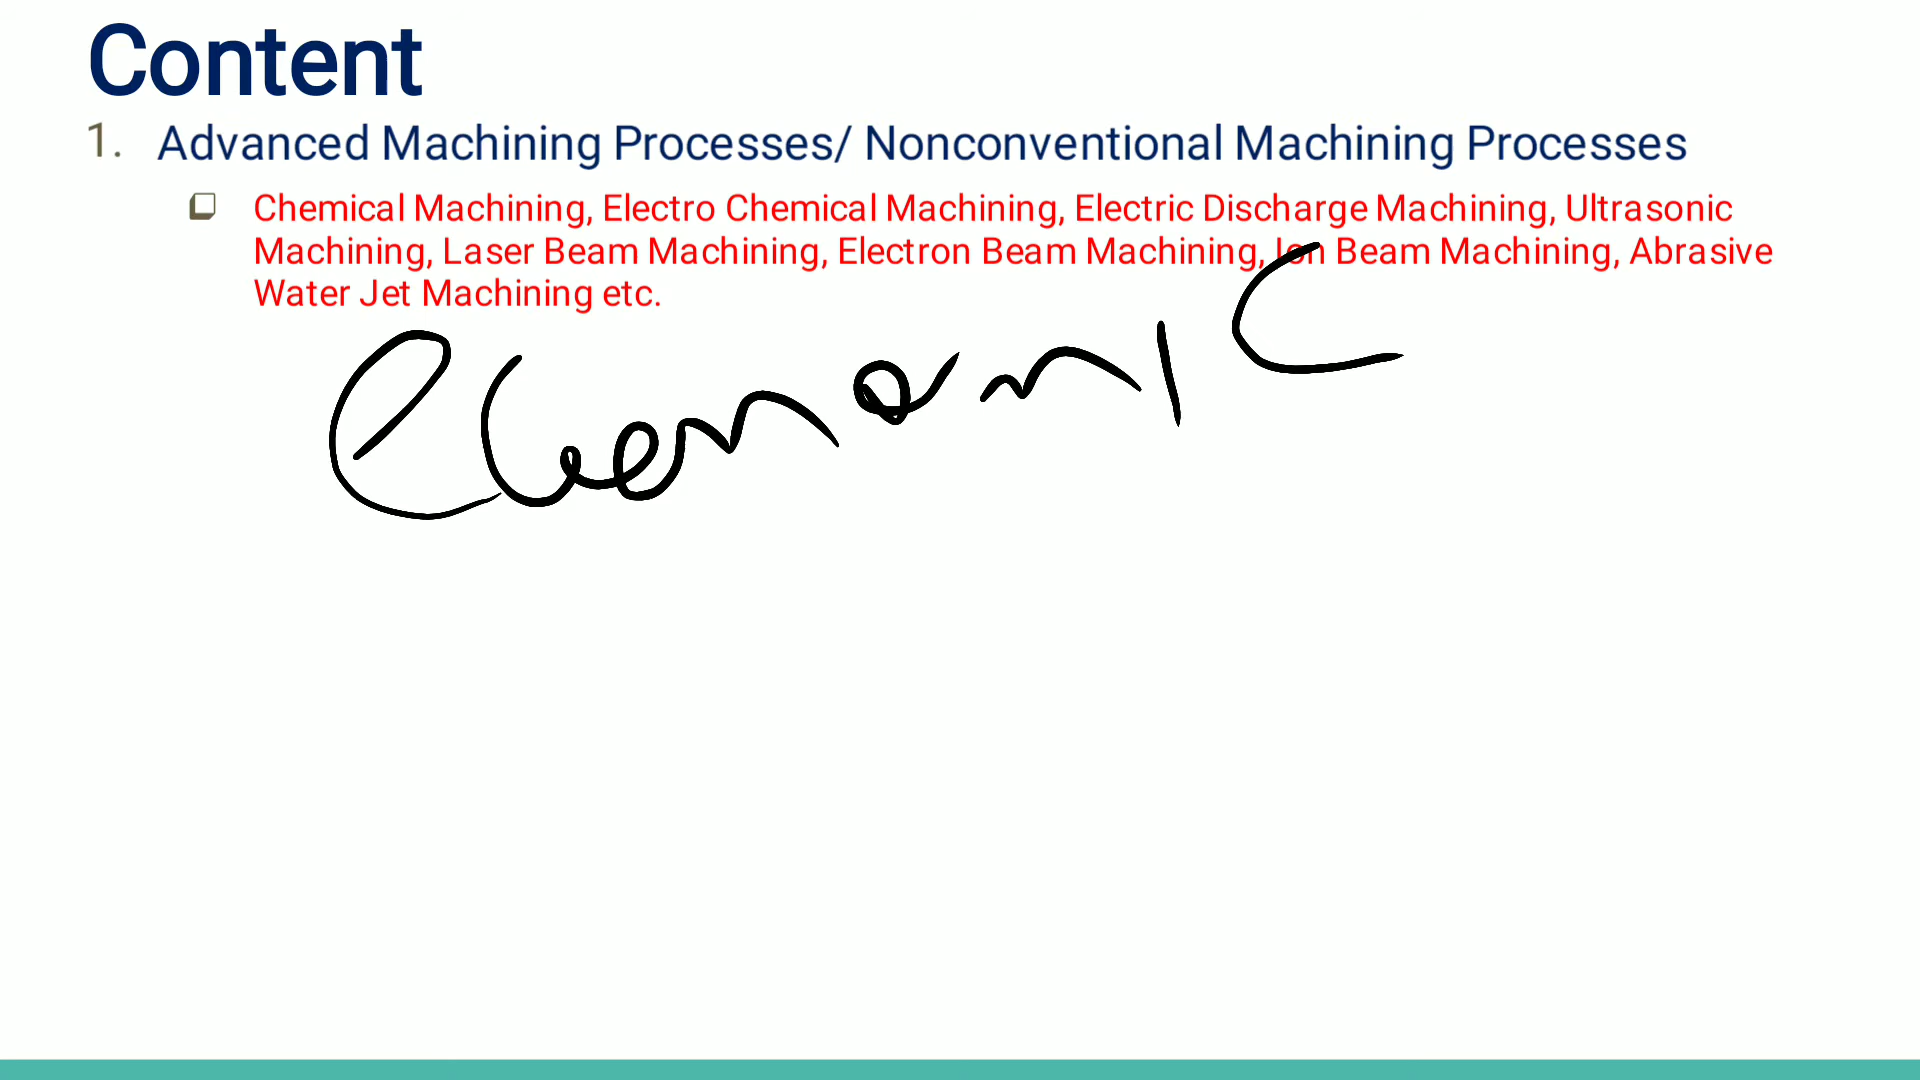 Content
1. Advanced Machining Processes/ Nonconventional Machining Processes
❑ Chemical Machining, Electro Chemical Machining, Electric Discharge Machining, Ultrasonic
Machining, Laser Beam Machining, Electron Beam Machining, Ion Beam Machining, Abrasive
Water Jet Machining etc.